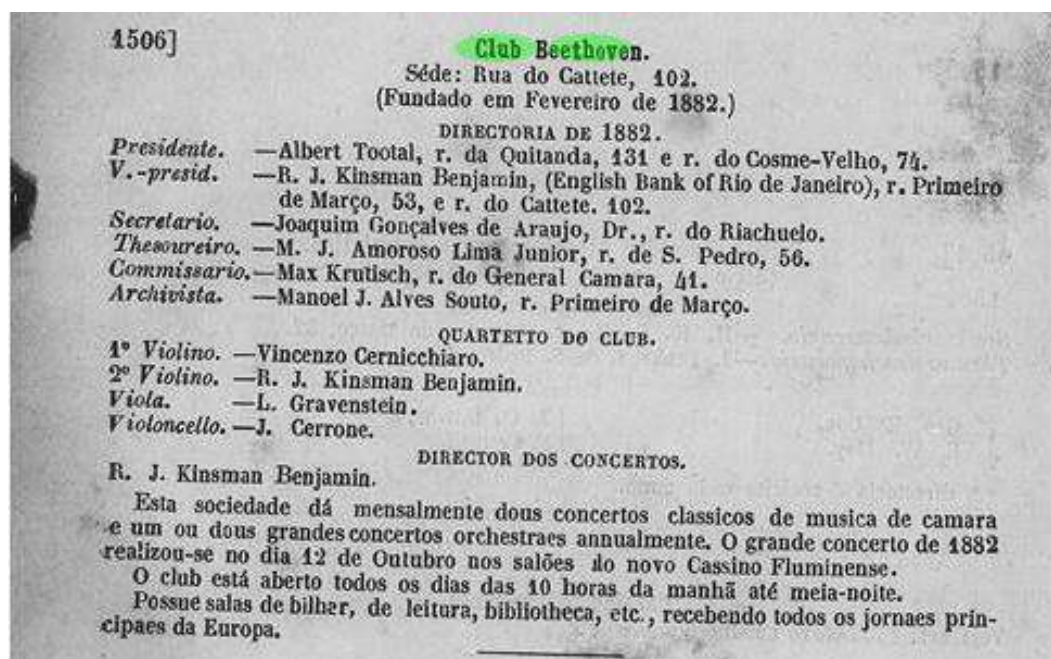 1506]
Club Beethoven.
Séde: Rua do Cattete, 102.
(Fundado em Fevereiro de 1882.)
DIRECTORIA DE 1882.
Presidente. —Albert Tootal, r. da Quitanda, 131 e r. do Cosme-Velho, 74.
V.-presid. —R. J. Kinsman Benjamin, (English Bank of Rio de Janeiro), r. Primeiro
de Março, 53, e r. do Cattete. 102.
Secretario. —Joaquim Gonçalves de Araujo, Dr., r. do Riachuelo.
Thesoureiro. —M. J. Amoroso Lima Junior, r. de S. Pedro, 56.
Commissario. —Max Krutisch, r. do General Camara, 41.
Archivista. —Manoel J. Alves Souto, r. Primeiro de Março.
QUARTETTO DO CLUB.
1º Violino. —Vincenzo Cernicchiaro.
2º Violino. —R. J. Kinsman Benjamin.
Viola. —L. Gravenstein.
Violoncello. —J. Cerrone.
DIRECTOR DOS CONCERTOS.
R. J. Kinsman Benjamin.
Esta sociedade dá mensalmente dous concertos classicos de musica de camara
e um ou dous grandes concertos orchestraes annualmente. O grande concerto de 1882
realizou-se no dia 12 de Outubro nos salões do novo Cassino Fluminense.
O club está aberto todos os dias das 10 horas da manhã até meia-noite.
Possue salas de bilhar, de leitura, bibliotheca, etc., recebendo todos os jornaes prin-
cipaes da Europa.